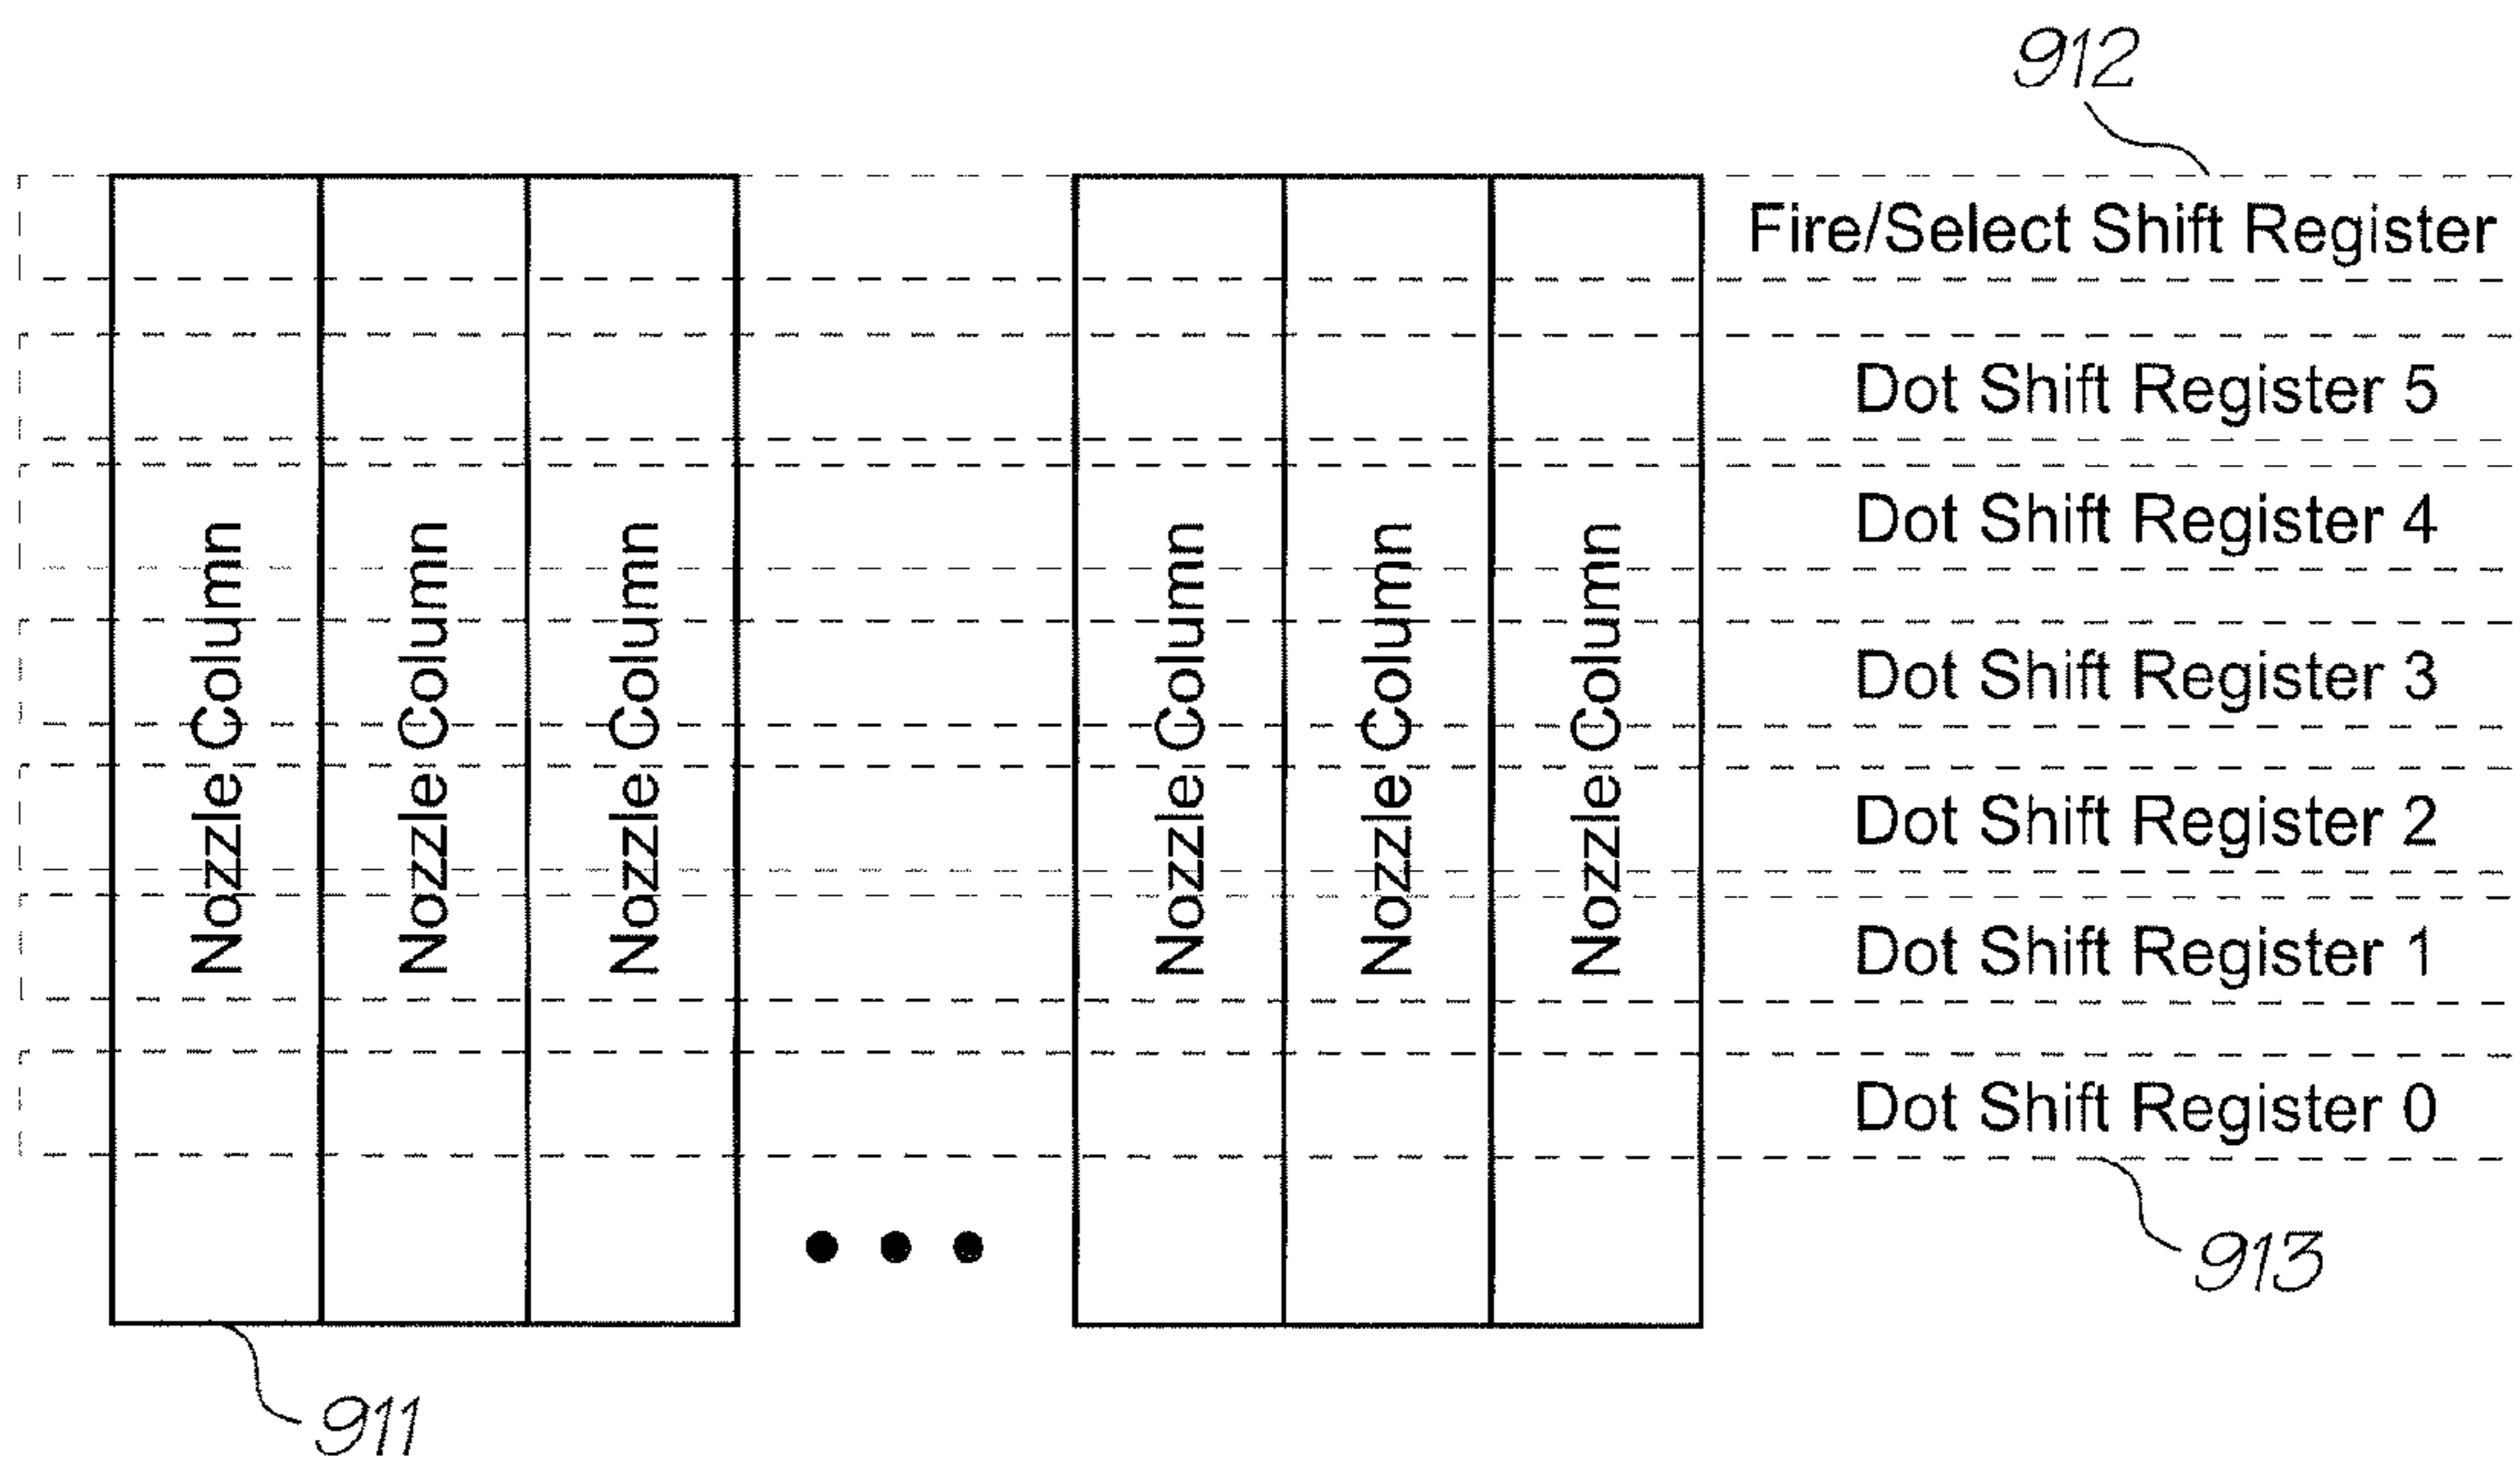 912
Fire/Select Shift Register
Dot Shift Register 5
Dot Shift Register 4
Dot Shift Register 3
Dot Shift Register 2
Dot Shift Register 1
Dot Shift Register 0
Nozzle Column
Nozzle Column
Nozzle Column
Nozzle Column
Nozzle Column
Nozzle Column
913
911